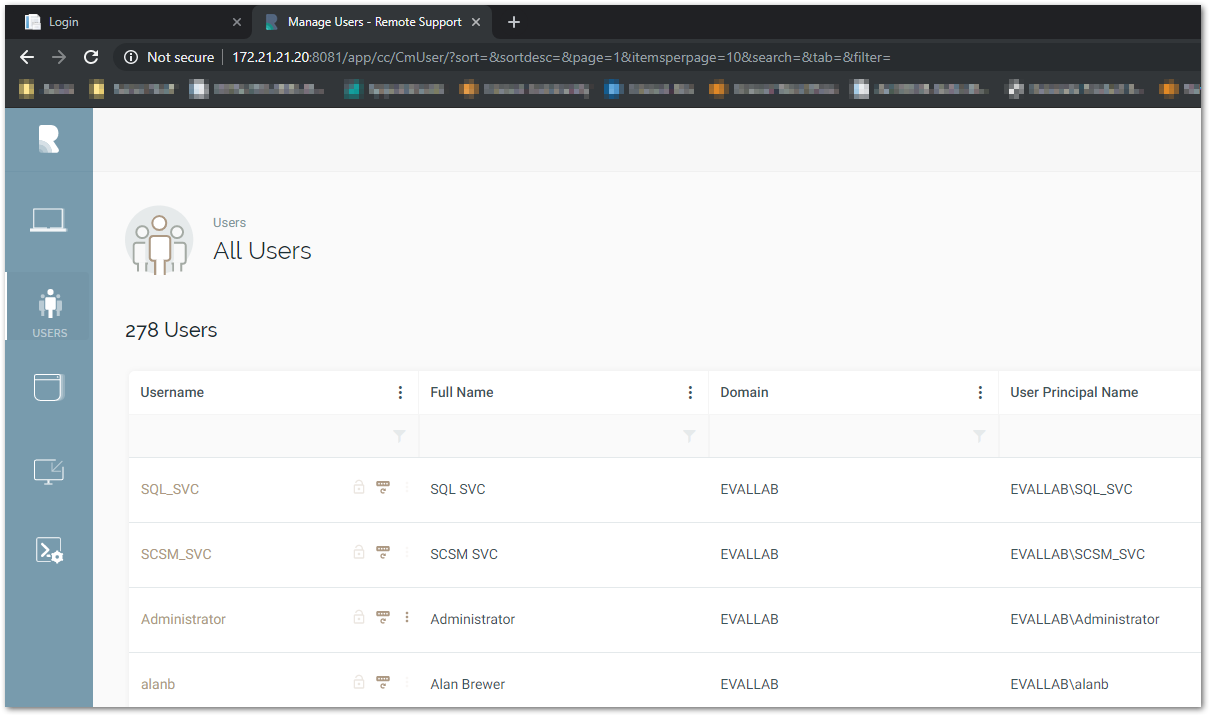 Login
Manage Users - Remote Support
Not secure
172.21.21.20:8081/app/cc/CmUser/?sort=&sortdesc=&page=1&itemsperpage=10&search=&tab=&filter=
Users
All Users
USERS
278 Users
Username Full Name Domain User Principal Name
SQL_SVC SQL SVC EVALLAB EVALLAB\SQL_SVC
SCSM_SVC SCSM SVC EVALLAB EVALLAB\SCSM_SVC
Administrator Administrator EVALLAB EVALLAB\Administrator
alanb Alan Brewer EVALLAB EVALLAB\alanb